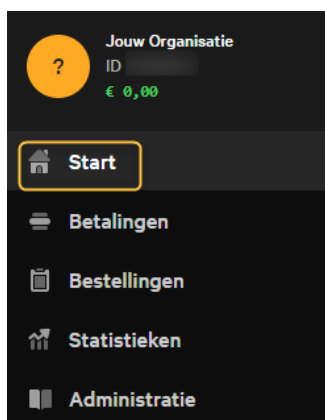 ?
Jouw Organisatie
ID
€ 0,00
Start
Betalingen
Bestellingen
Statistieken
Administratie